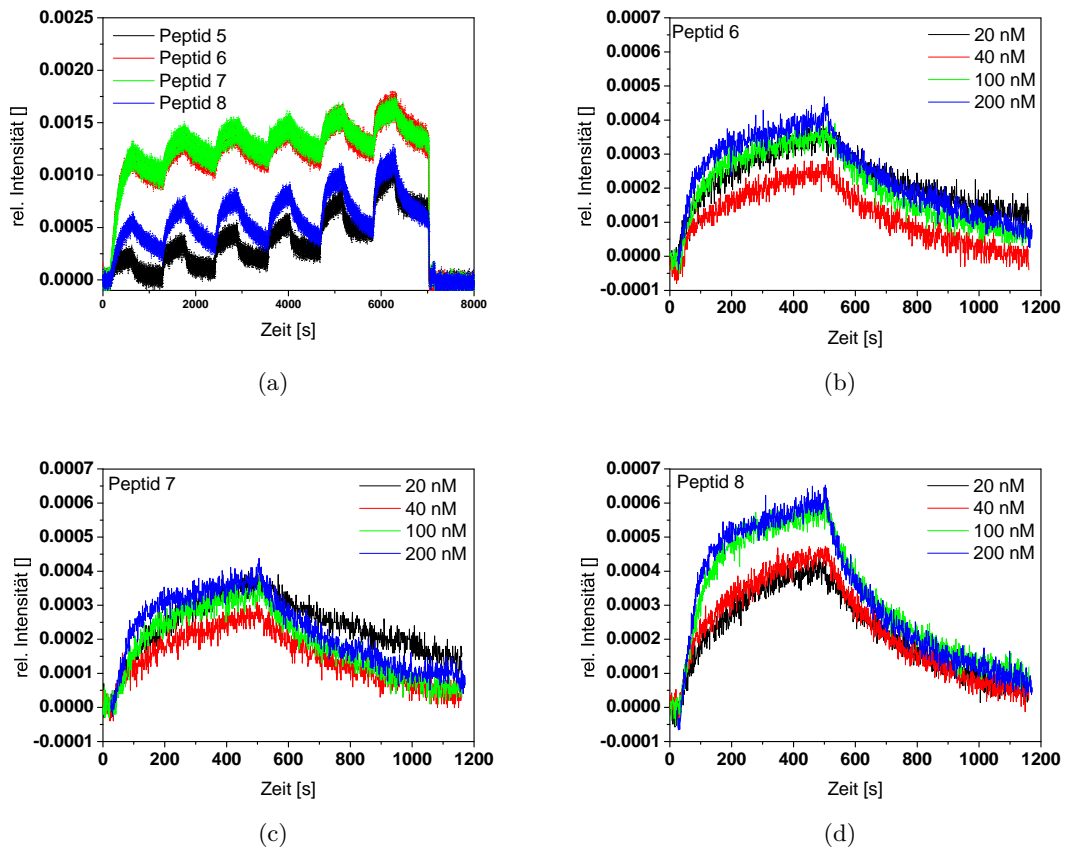 0.0025
0.0020
0.0015
0.0010
0.0005
0.0000
rel. Intensität []
Peptid 5
Peptid 6
Peptid 7
Peptid 8
0 2000 4000 6000 8000
Zeit [s]
(a)
0.0007
0.0006
0.0005
0.0004
0.0003
0.0002
0.0001
0.0000
-0.0001
rel. Intensität []
Peptid 6
20 nM
40 nM
100 nM
200 nM
0 200 400 600 800 1000 1200
Zeit [s]
(b)
0.0007
0.0006
0.0005
0.0004
0.0003
0.0002
0.0001
0.0000
-0.0001
rel. Intensität []
Peptid 7
20 nM
40 nM
100 nM
200 nM
0 200 400 600 800 1000 1200
Zeit [s]
(c)
0.0007
0.0006
0.0005
0.0004
0.0003
0.0002
0.0001
0.0000
-0.0001
rel. Intensität []
Peptid 8
20 nM
40 nM
100 nM
200 nM
0 200 400 600 800 1000 1200
Zeit [s]
(d)